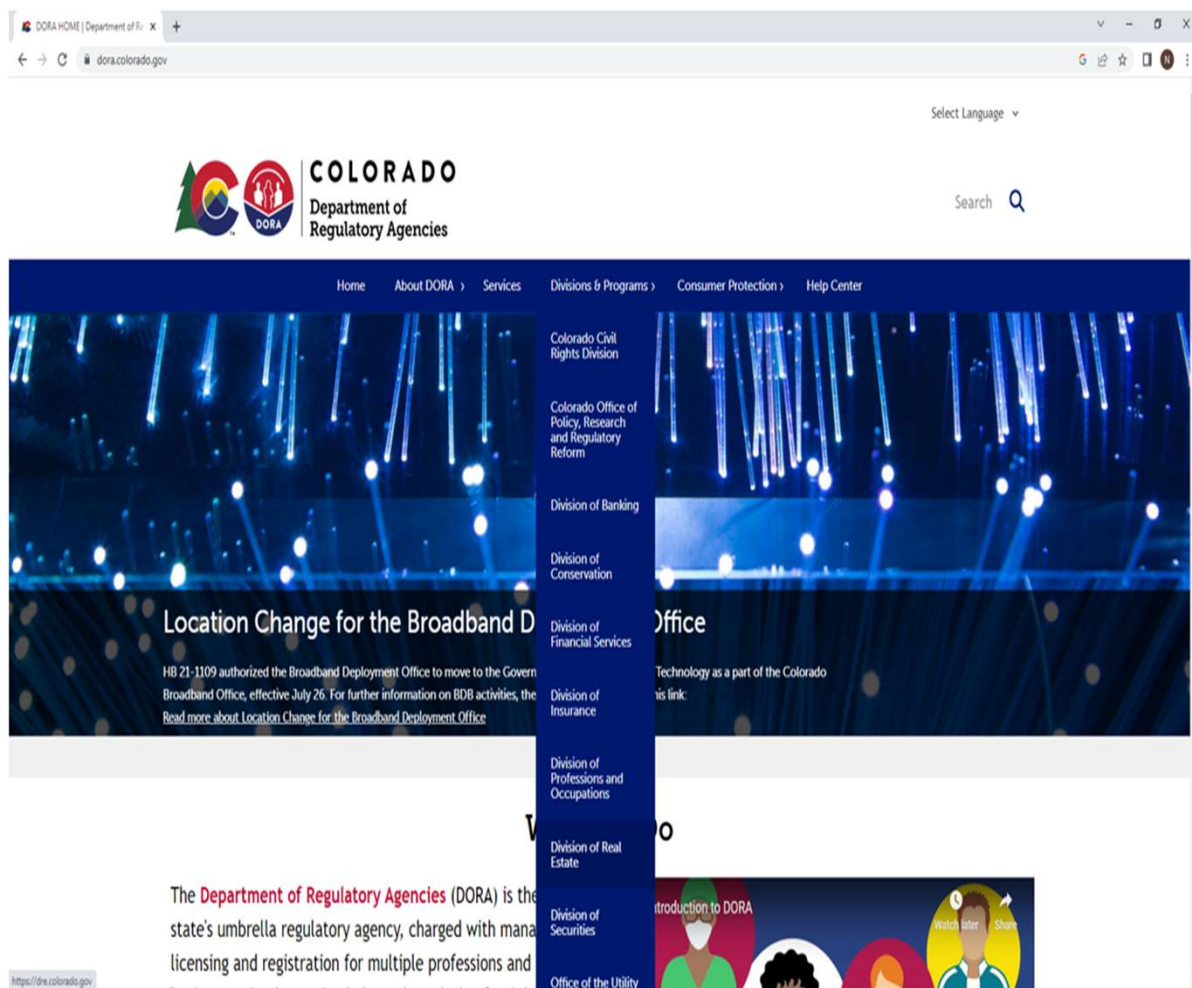 DORA HOME | Department of Re
dora.colorado.gov
G
N
Select Language
DORA
COLORADO
Department of
Regulatory Agencies
Search
Home About DORA › Services Divisions & Programs › Consumer Protection › Help Center
Colorado Civil
Rights Division
Colorado Office of
Policy, Research
and Regulatory
Reform
Division of Banking
Division of
Conservation
Division of
Financial Services
Division of
Insurance
Division of
Professions and
Occupations
Division of Real
Estate
Division of
Securities
Office of the Utility
Location Change for the Broadband D ffice
HB 21-1109 authorized the Broadband Deployment Office to move to the Govern Technology as a part of the Colorado
Broadband Office, effective July 26. For further information on BDB activities, the is link:
Read more about Location Change for the Broadband Deployment Office
o
The Department of Regulatory Agencies (DORA) is the
state's umbrella regulatory agency, charged with mana
licensing and registration for multiple professions and
ntroduction to DORA
Watch later Share
https://dre.colorado.gov